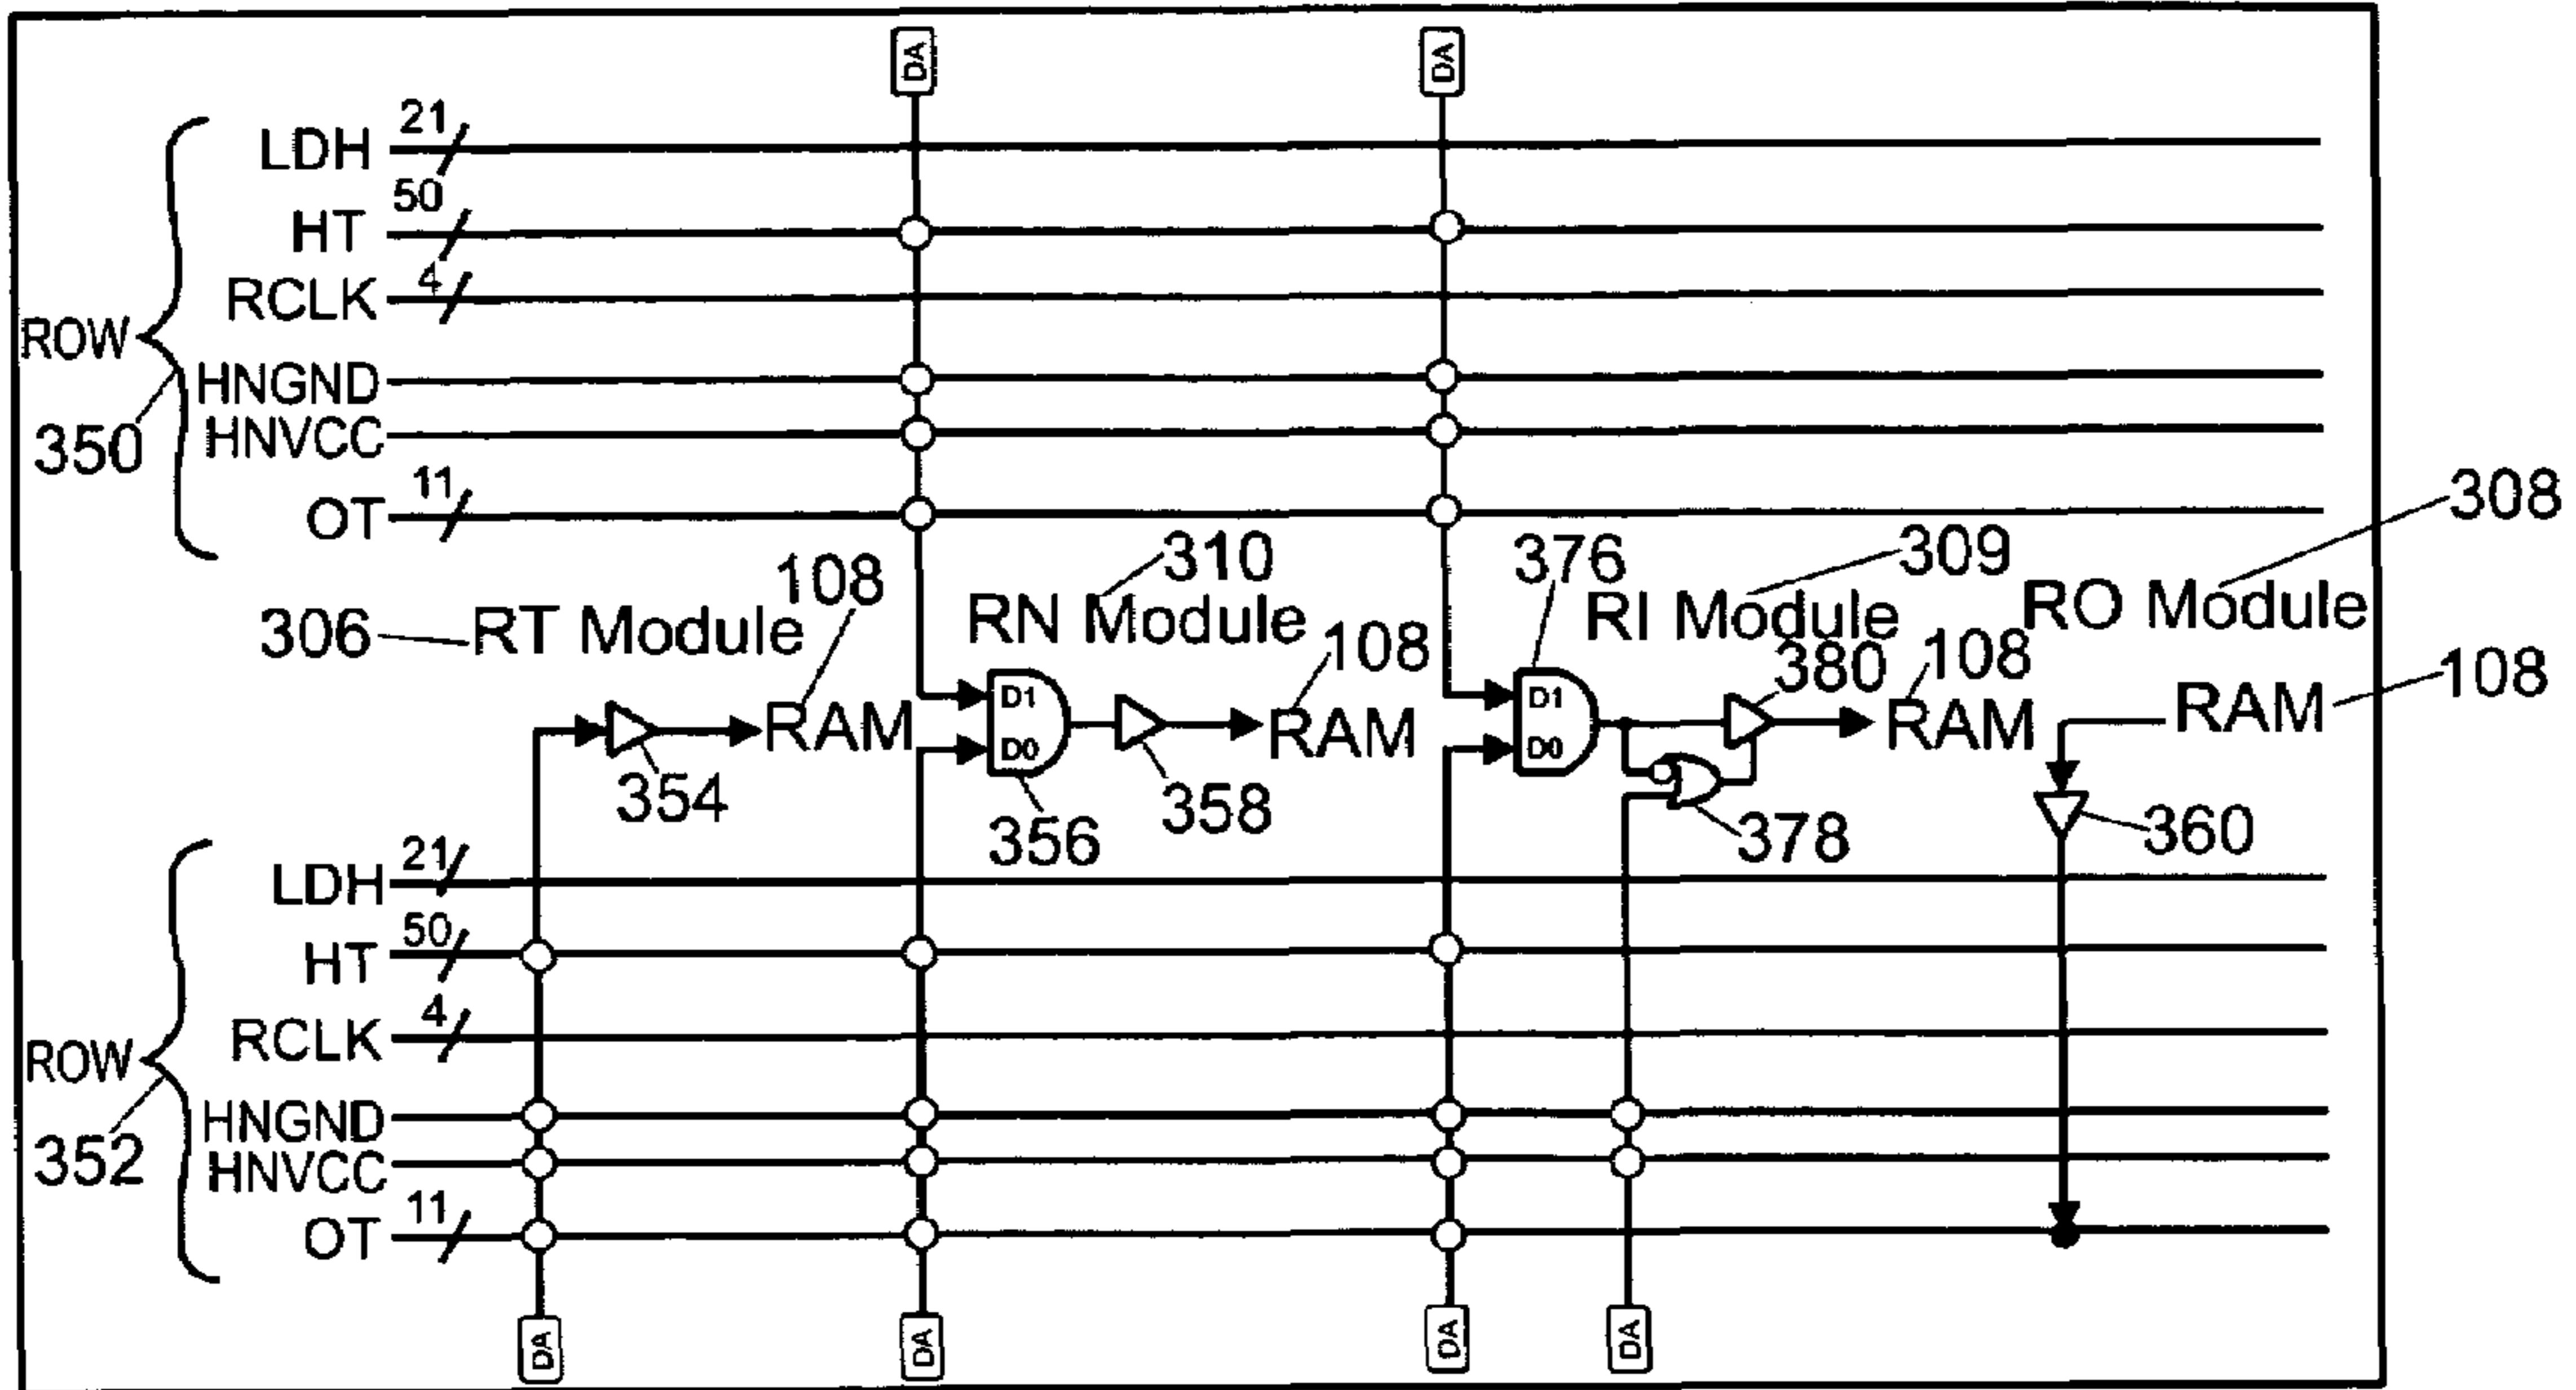 DA DA
LDH 21
HT 50
RCLK 4
ROW
HNGND
350
HNVCC
OT 11
308
306 RT Module 108
RN Module 310
376
RI Module 309
RO Module
D1
D0
354
RAM
356
358
RAM 108
D1
D0
378
380
RAM 108
RAM 108
360
LDH 21
HT 50
RCLK 4
ROW
HNGND
352
HNVCC
OT 11
DA DA DA DA